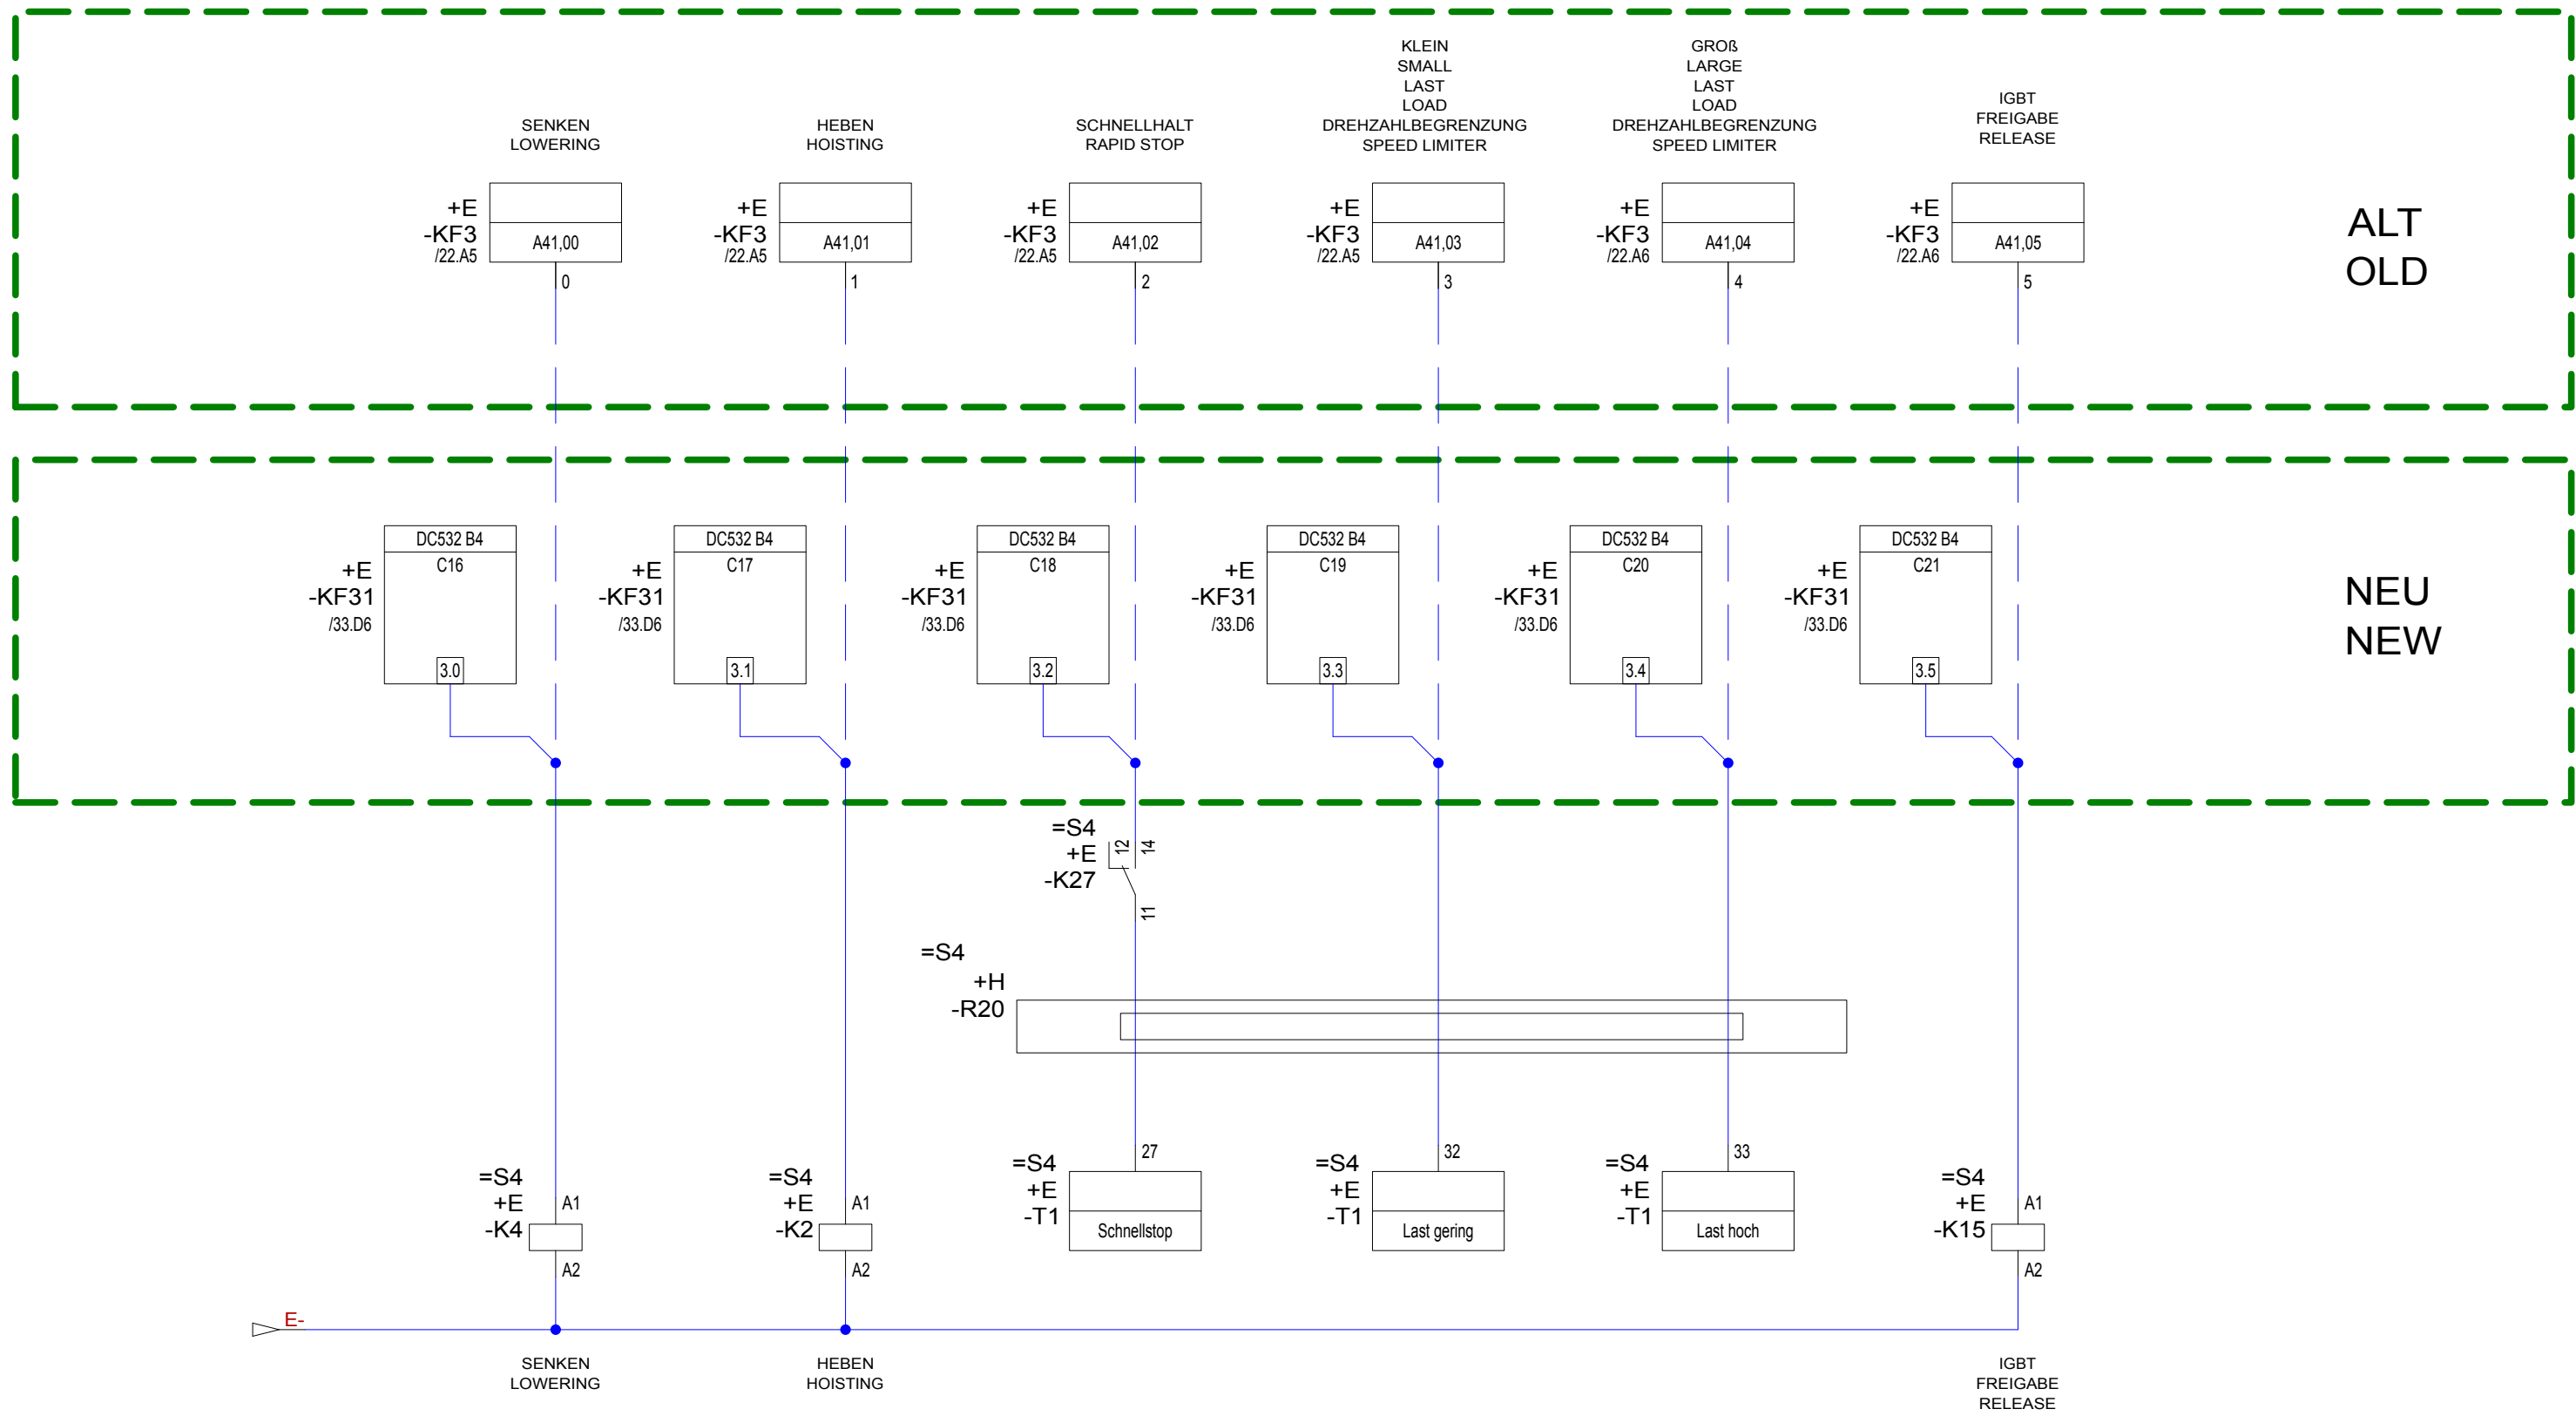 KLEIN
SMALL
LAST
LOAD
DREHZAHLBEGRENZUNG
SPEED LIMITER
GROß
LARGE
LAST
LOAD
DREHZAHLBEGRENZUNG
SPEED LIMITER
SENKEN
LOWERING
HEBEN
HOISTING
SCHNELLHALT
RAPID STOP
IGBT
FREIGABE
RELEASE
+E
-KF3
/22.A5
A41,00
0
+E
-KF3
/22.A5
A41,01
1
+E
-KF3
/22.A5
A41,02
2
+E
-KF3
/22.A5
A41,03
3
+E
-KF3
/22.A6
A41,04
4
+E
-KF3
/22.A6
A41,05
5
ALT
OLD
+E
-KF31
/33.D6
DC532 B4
C16
3.0
+E
-KF31
/33.D6
DC532 B4
C17
3.1
+E
-KF31
/33.D6
DC532 B4
C18
3.2
+E
-KF31
/33.D6
DC532 B4
C19
3.3
+E
-KF31
/33.D6
DC532 B4
C20
3.4
+E
-KF31
/33.D6
DC532 B4
C21
3.5
NEU
NEW
=S4
+E
-K27
12
14
11
=S4
+H
-R20
=S4
+E
-K4
A1
A2
=S4
+E
-K2
A1
A2
=S4
+E
-T1
27
Schnellstop
=S4
+E
-T1
32
Last gering
=S4
+E
-T1
33
Last hoch
=S4
+E
-K15
A1
A2
E-
SENKEN
LOWERING
HEBEN
HOISTING
IGBT
FREIGABE
RELEASE